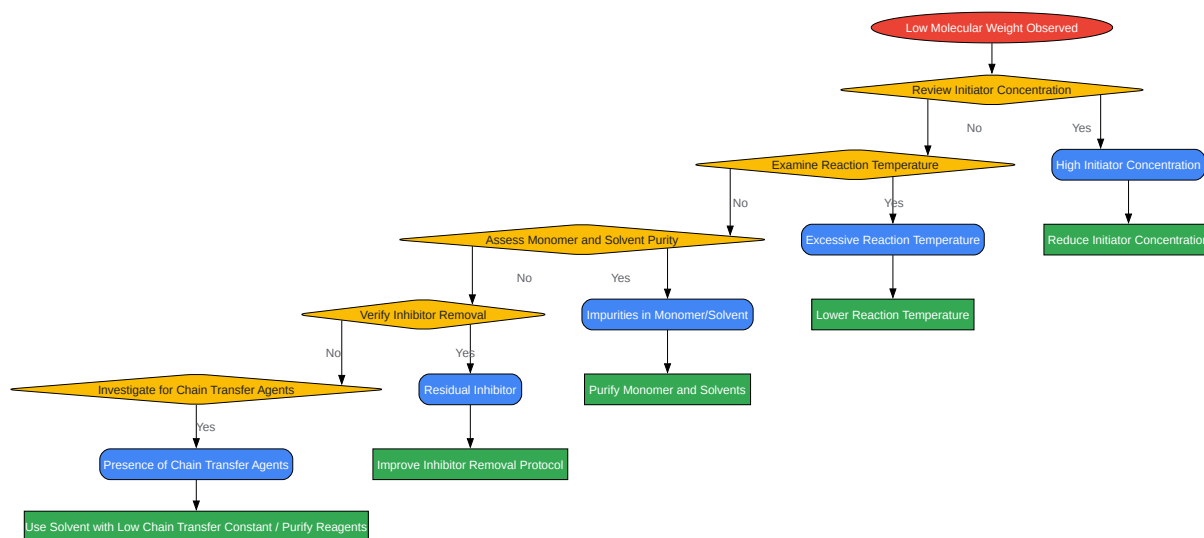 Low Molecular Weight Observed
Review Initiator Concentration
No
Yes
Examine Reaction Temperature
High Initiator Concentration
No
Yes
Assess Monomer and Solvent Purity
Excessive Reaction Temperature
Reduce Initiator Concentration
No
Yes
Verify Inhibitor Removal
Impurities in Monomer/Solvent
Lower Reaction Temperature
No
Yes
Investigate for Chain Transfer Agents
Residual Inhibitor
Purify Monomer and Solvents
Yes
Presence of Chain Transfer Agents
Improve Inhibitor Removal Protocol
Use Solvent with Low Chain Transfer Constant / Purify Reagents